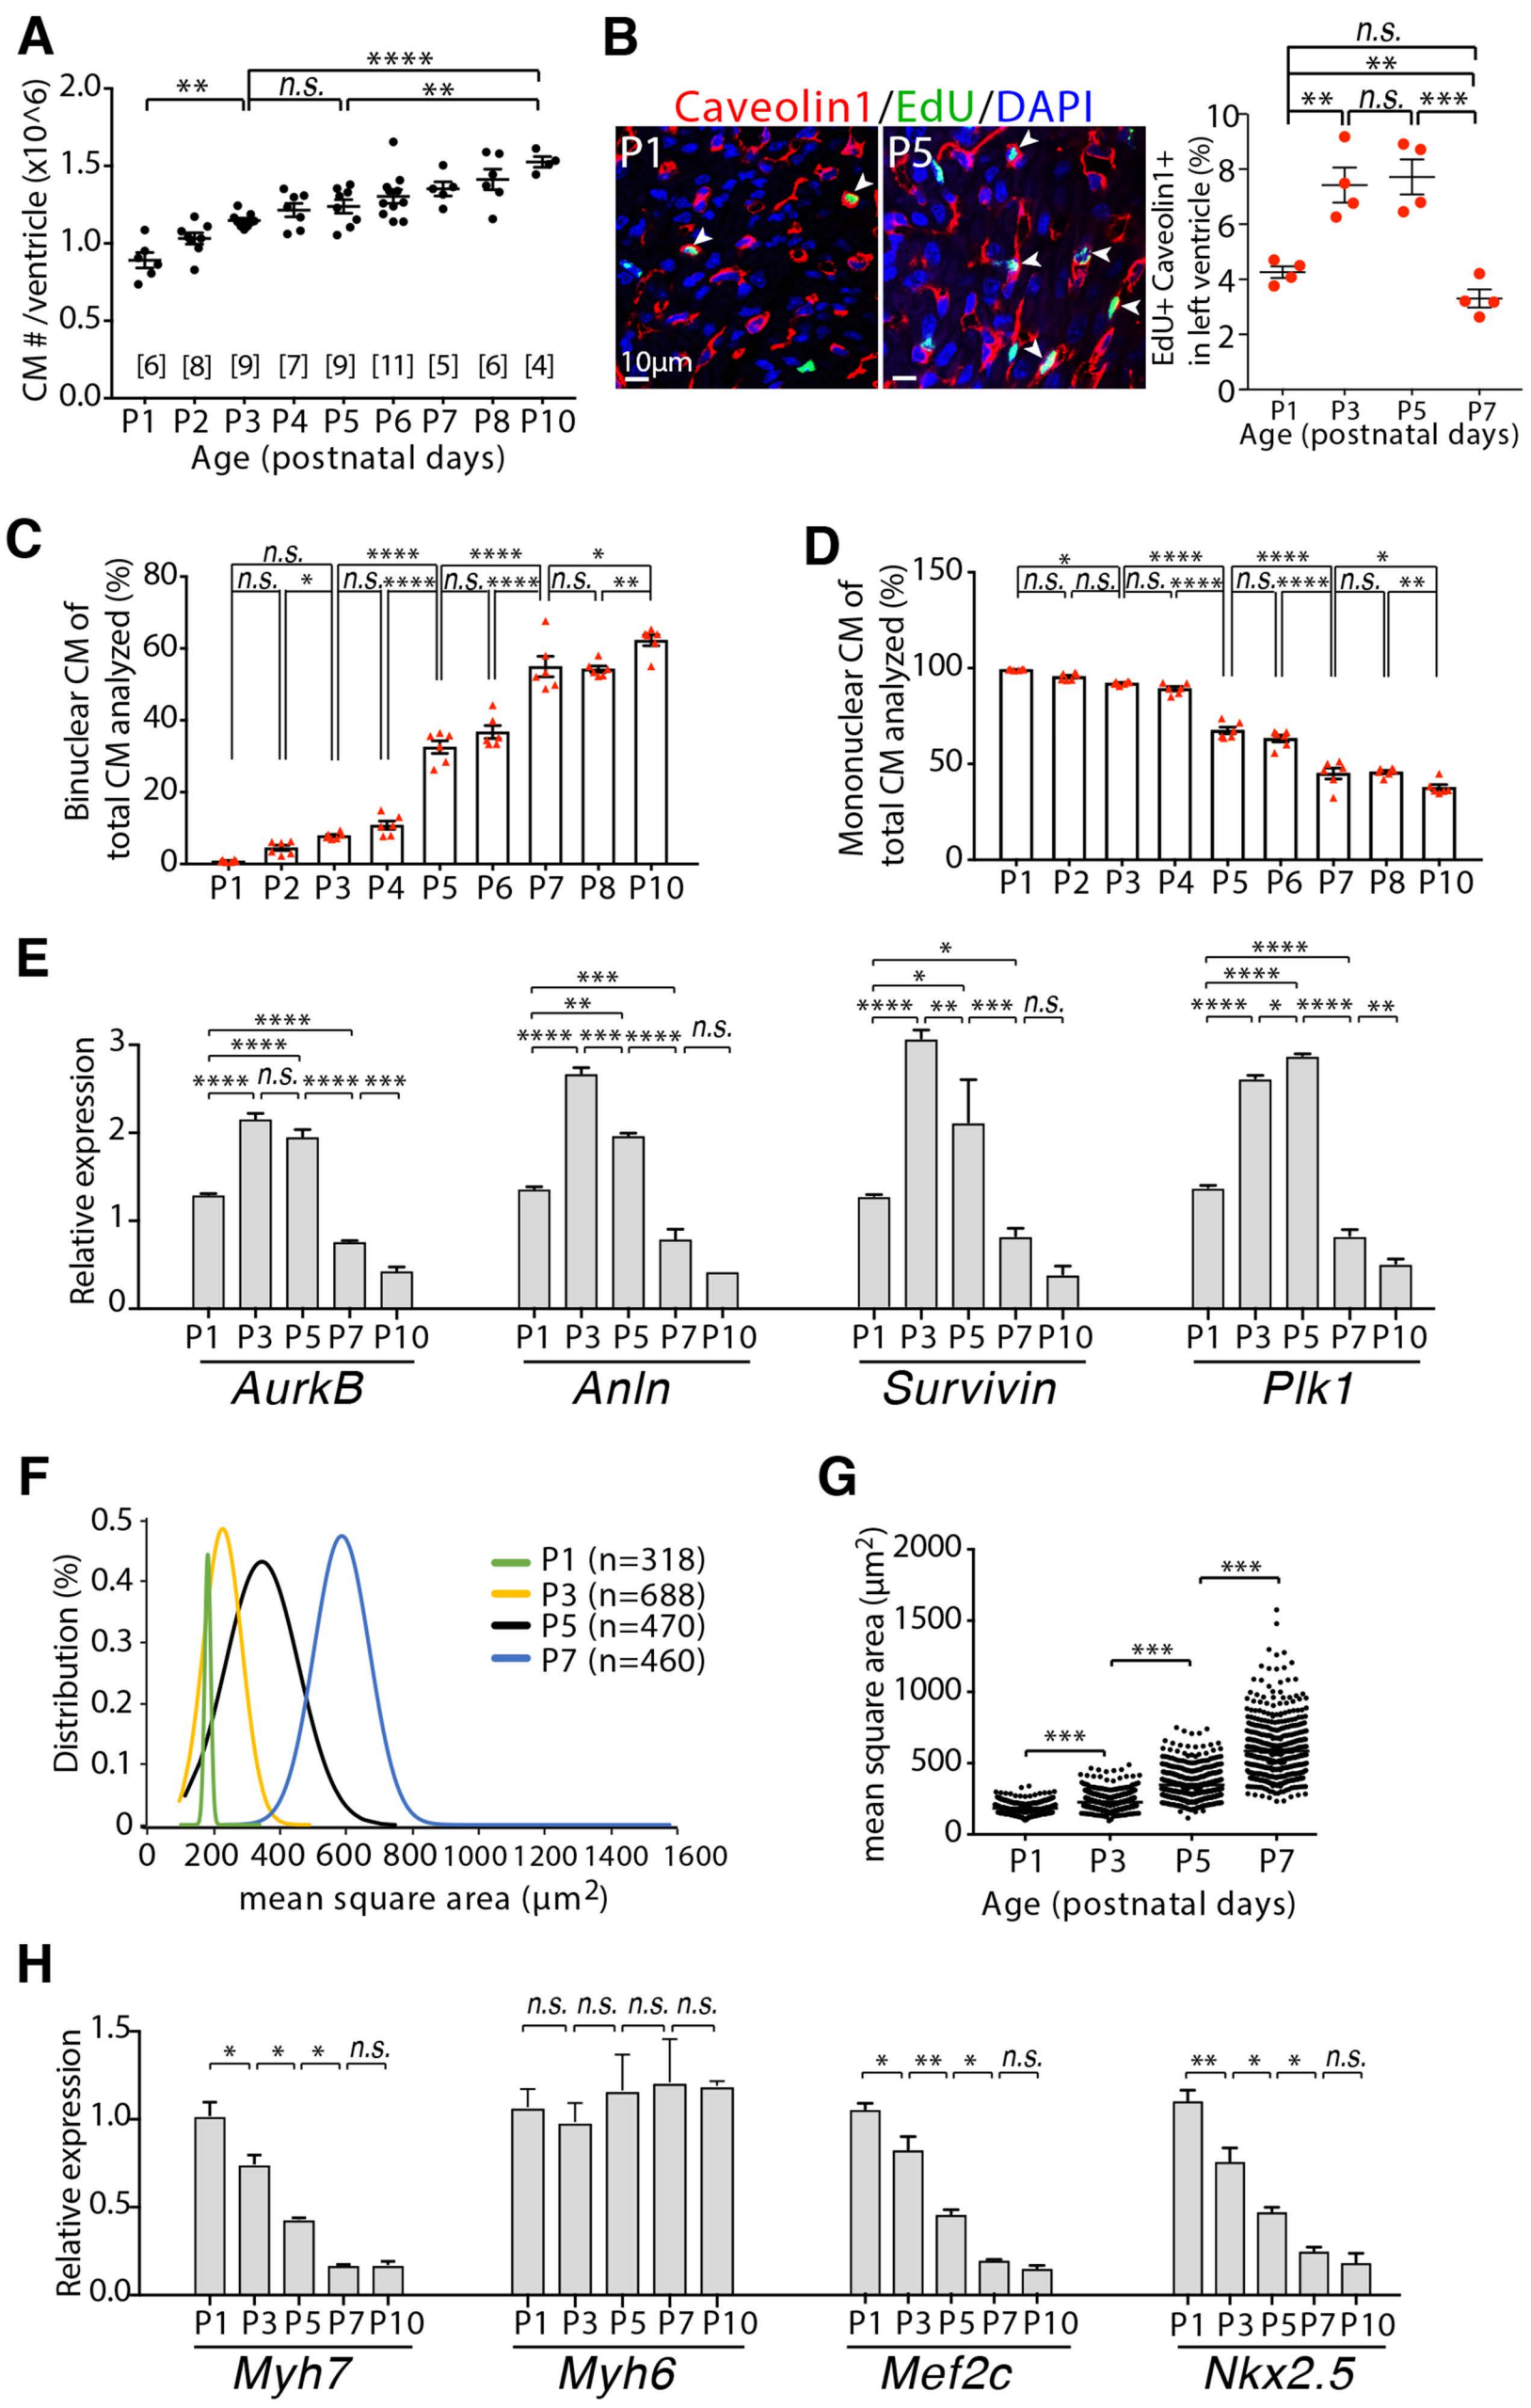 A
CM # /ventricle (x10^6)
2.0
1.5
1.0
0.5
0.0
** n.s. **** **
[6] [8] [9] [7] [9] [11] [5] [6] [4]
P1 P2 P3 P4 P5 P6 P7 P8 P10
Age (postnatal days)
B
Caveolin1/EdU/DAPI
P1
10µm
P5
EdU+ Caveolin1+
in left ventricle (%)
n.s.
**
** n.s. ***
10
8
6
4
2
0
P1 P3 P5 P7
Age (postnatal days)
C
Binuclear CM of
total CM analyzed (%)
n.s. **** **** *
n.s. * n.s. **** n.s. **** n.s. **
80
60
40
20
0
P1 P2 P3 P4 P5 P6 P7 P8 P10
D
Mononuclear CM of
total CM analyzed (%)
* **** **** *
n.s. n.s. n.s. **** n.s. **** n.s. **
150
100
50
0
P1 P2 P3 P4 P5 P6 P7 P8 P10
E
Relative expression
3
2
1
0
****
****
**** n.s. **** ***
P1 P3 P5 P7 P10
AurkB
***
**
**** *** **** n.s.
P1 P3 P5 P7 P10
Anln
*
*
**** ** *** n.s.
P1 P3 P5 P7 P10
Survivin
****
****
**** * **** **
P1 P3 P5 P7 P10
Plk1
F
Distribution (%)
0.5
0.4
0.3
0.2
0.1
0
P1 (n=318)
P3 (n=688)
P5 (n=470)
P7 (n=460)
0 200 400 600 800 1000 1200 1400 1600
mean square area (µm²)
G
mean square area (µm²)
2000
1500
1000
500
0
*** *** ***
P1 P3 P5 P7
Age (postnatal days)
H
Relative expression
1.5
1.0
0.5
0.0
* * * n.s.
P1 P3 P5 P7 P10
Myh7
n.s. n.s. n.s. n.s.
P1 P3 P5 P7 P10
Myh6
* ** * n.s.
P1 P3 P5 P7 P10
Mef2c
** * * n.s.
P1 P3 P5 P7 P10
Nkx2.5